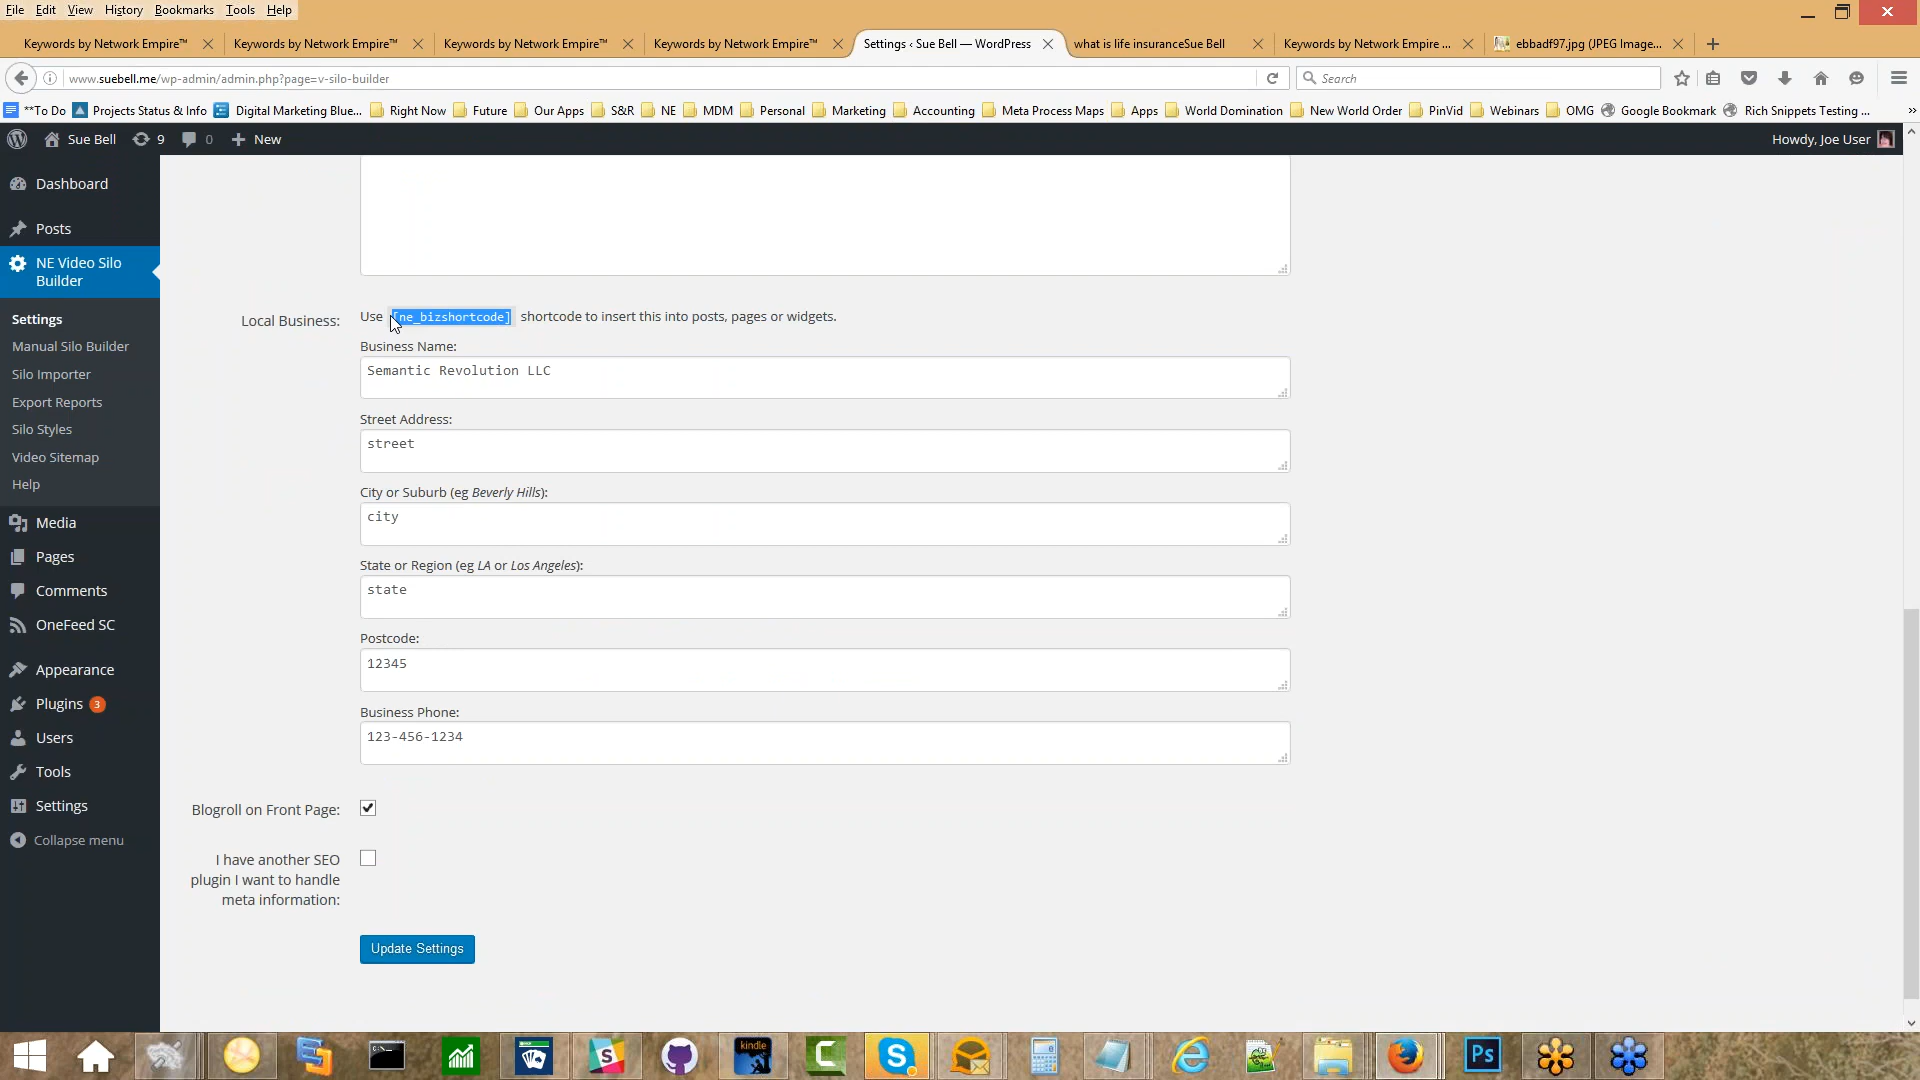 File Edit View History Bookmarks Tools Help
Keywords by Network Empire™ Keywords by Network Empire™ Keywords by Network Empire™ Keywords by Network Empire™ Settings ‹ Sue Bell — WordPress what is life insuranceSue Bell Keywords by Network Empire ... ebbadf97.jpg (JPEG Image...
www.suebell.me/wp-admin/admin.php?page=v-silo-builder Search
**To Do Projects Status & Info Digital Marketing Blue... Right Now Future Our Apps S&R NE MDM Personal Marketing Accounting Meta Process Maps Apps World Domination New World Order PinVid Webinars OMG Google Bookmark Rich Snippets Testing ... »
Sue Bell 9 0 New Howdy, Joe User
Dashboard
Posts
NE Video Silo
Builder
Settings
Manual Silo Builder
Silo Importer
Export Reports
Silo Styles
Video Sitemap
Help
Media
Pages
Comments
OneFeed SC
Appearance
Plugins 3
Users
Tools
Settings
Collapse menu
Local Business: Use [ne_bizshortcode] shortcode to insert this into posts, pages or widgets.
Business Name:
Semantic Revolution LLC
Street Address:
street
City or Suburb (eg Beverly Hills):
city
State or Region (eg LA or Los Angeles):
state
Postcode:
12345
Business Phone:
123-456-1234
Blogroll on Front Page:
I have another SEO
plugin I want to handle
meta information:
Update Settings
kindle
C
S
Ps